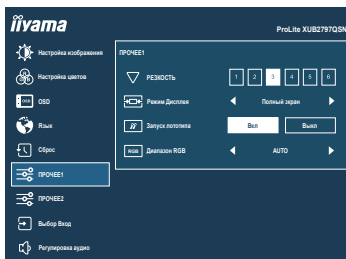 iiyama
ProLite XUB2797QSN
Настройка изображения
Настройка цветов
OSD
OSD
Язык
Сброс
ПРОЧЕЕ1
ПРОЧЕЕ2
Выбор Вход
Регулировка аудио
ПРОЧЕЕ1
РЕЗКОСТЬ
1 2 3 4 5 6
Режим Дисплея
Полный экран
Запуск логотипа
Вкл
Выкл
RGB
Диапазон RGB
AUTO